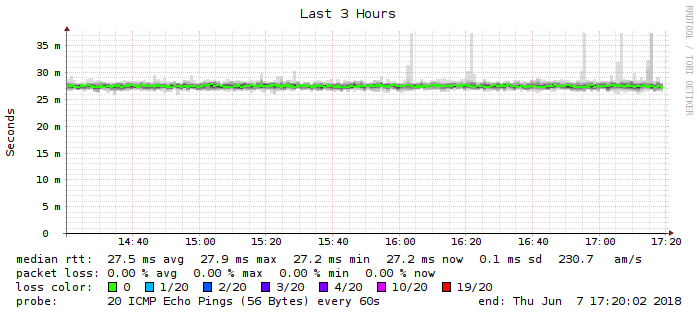 Last 3 Hours
RRDTOOL / TOBI OETIKER
Seconds
35 m
30 m
25 m
20 m
15 m
10 m
5 m
0
14:40 15:00 15:20 15:40 16:00 16:20 16:40 17:00 17:20
median rtt: 27.5 ms avg 27.9 ms max 27.2 ms min 27.2 ms now 0.1 ms sd 230.7 am/s
packet loss: 0.00 % avg 0.00 % max 0.00 % min 0.00 % now
loss color: 0 1/20 2/20 3/20 4/20 10/20 19/20
probe: 20 ICMP Echo Pings (56 Bytes) every 60s end: Thu Jun 7 17:20:02 2018